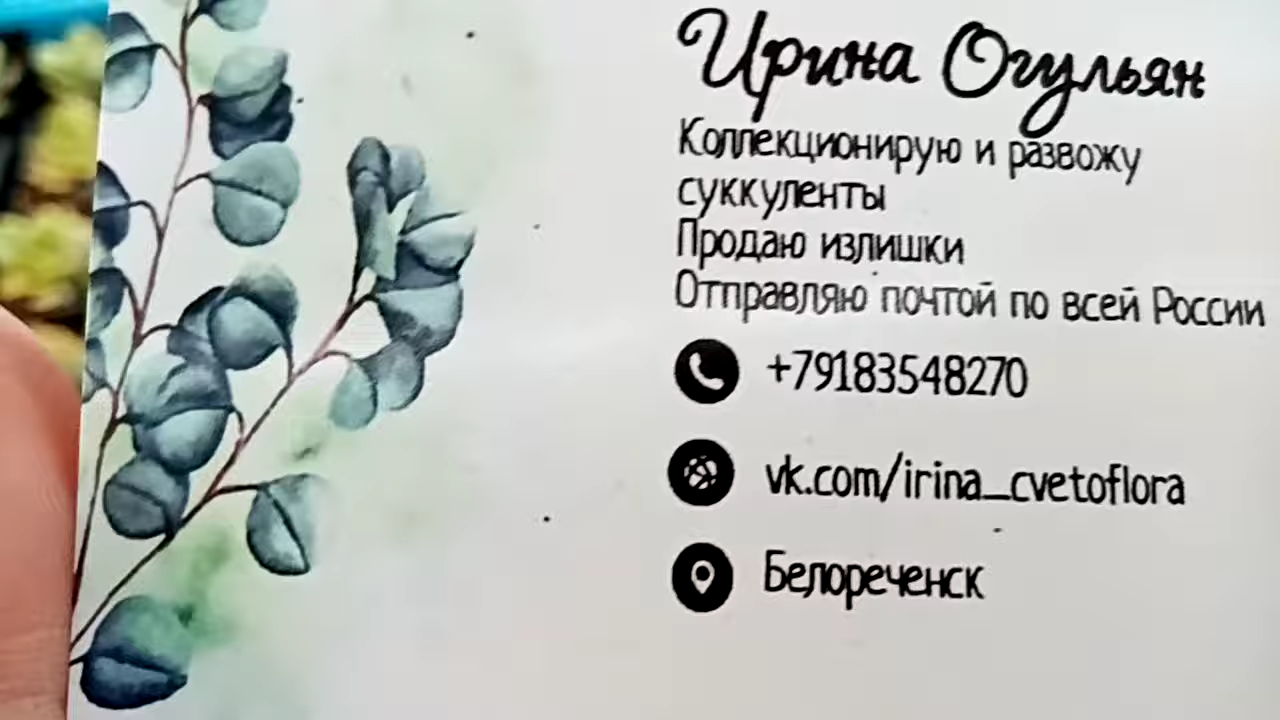 Ирина Огульян
Коллекционирую и развожу
суккуленты
Продаю излишки
Отправляю почтой по всей России
+79183548270
vk.com/irina_cvetoflora
Белореченск